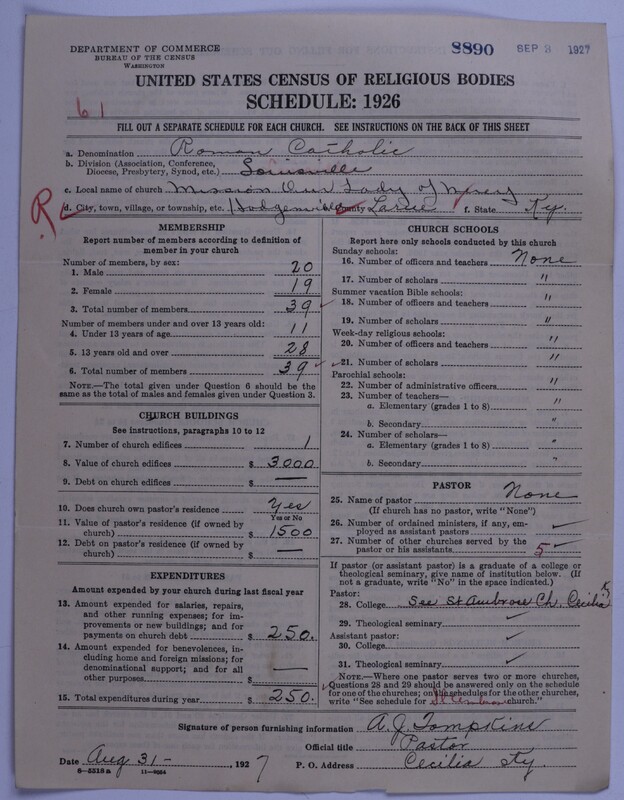 DEPARTMENT OF COMMERCE
BUREAU OF THE CENSUS
WASHINGTON
8890 SEP 3 1927
UNITED STATES CENSUS OF RELIGIOUS BODIES
SCHEDULE: 1926
61
FILL OUT A SEPARATE SCHEDULE FOR EACH CHURCH. SEE INSTRUCTIONS ON THE BACK OF THIS SHEET
a. Denomination Roman Catholic
b. Division (Association, Conference, Diocese, Presbytery, Synod, etc.) Louisville
c. Local name of church Mission Our Lady of Mercy
d. City, town, village, or township, etc. Hodgenville County Larue f. State Ky.
MEMBERSHIP
Report number of members according to definition of
member in your church
Number of members, by sex:
1. Male 20
2. Female 19
3. Total number of members 39
Number of members under and over 13 years old:
4. Under 13 years of age 11
5. 13 years old and over 28
6. Total number of members 39
NOTE.—The total given under Question 6 should be
same as the total of males and females given under Question 3.
CHURCH BUILDINGS
See instructions, paragraphs 10 to 12
7. Number of church edifices 1
8. Value of church edifices $ 3000
9. Debt on church edifices $ —
10. Does church own pastor's residence Yes
Yes or No
11. Value of pastor's residence (if owned by
church) $ 1500
12. Debt on pastor's residence (if owned by
church) $ —
EXPENDITURES
Amount expended by your church during last fiscal year
13. Amount expended for salaries, repairs,
and other running expenses; for im-
provements or new buildings; and for
payments on church debt $ 250.
14. Amount expended for benevolences, in-
cluding home and foreign missions; for
denominational support; and for all
other purposes $ —
15. Total expenditures during year $ 250.
CHURCH SCHOOLS
Report here only schools conducted by this church
Sunday schools:
16. Number of officers and teachers None
17. Number of scholars "
Summer vacation Bible schools:
18. Number of officers and teachers "
19. Number of scholars "
Week-day religious schools:
20. Number of officers and teachers "
21. Number of scholars "
Parochial schools:
22. Number of administrative officers "
23. Number of teachers—
a. Elementary (grades 1 to 8) "
b. Secondary "
24. Number of scholars—
a. Elementary (grades 1 to 8) "
b. Secondary "
PASTOR
25. Name of pastor None
(If church has no pastor, write "None")
26. Number of ordained ministers, if any, em-
ployed as assistant pastors
27. Number of other churches served by the
pastor or his assistants 5
If pastor (or assistant pastor) is a graduate of a college or
theological seminary, give name of institution below. (If
not a graduate, write "No" in the space indicated.)
Pastor:
28. College See St Ambrose Ch. Cecilia
29. Theological seminary
Assistant pastor:
30. College
31. Theological seminary
NOTE.—Where one pastor serves two or more churches,
Questions 28 and 29 should be answered only on the schedule
for one of the churches; on the schedules for the other churches,
write "See schedule for St Ambrose church."
Signature of person furnishing information A. J. Tompkins
Official title Pastor
Date Aug 31 - , 1927 P. O. Address Cecilia Ky.
6—5518a 11—9064